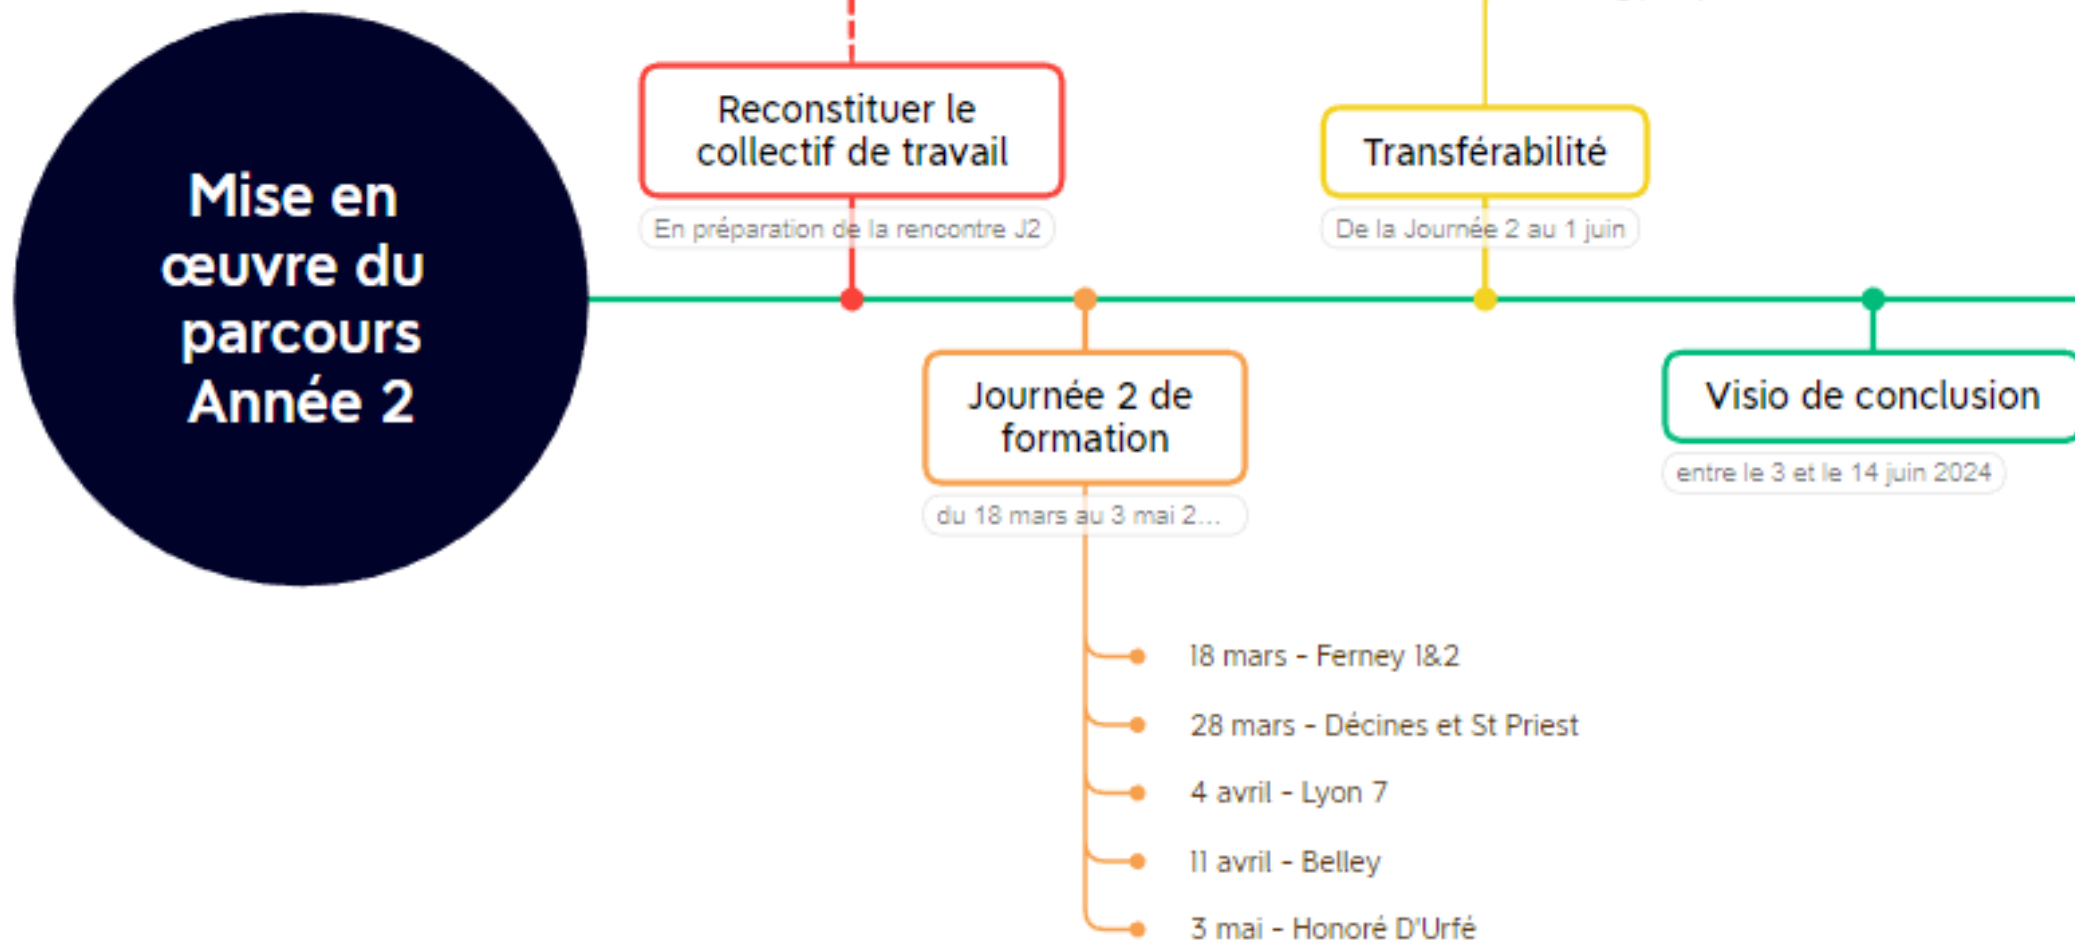 Mise en
œuvre du
parcours
Année 2
Reconstituer le
collectif de travail
En préparation de la rencontre J2
Journée 2 de
formation
du 18 mars au 3 mai 2...
18 mars - Ferney 1&2
28 mars - Décines et St Priest
4 avril - Lyon 7
11 avril - Belley
3 mai - Honoré D'Urfé
Transférabilité
De la Journée 2 au 1 juin
Visio de conclusion
entre le 3 et le 14 juin 2024